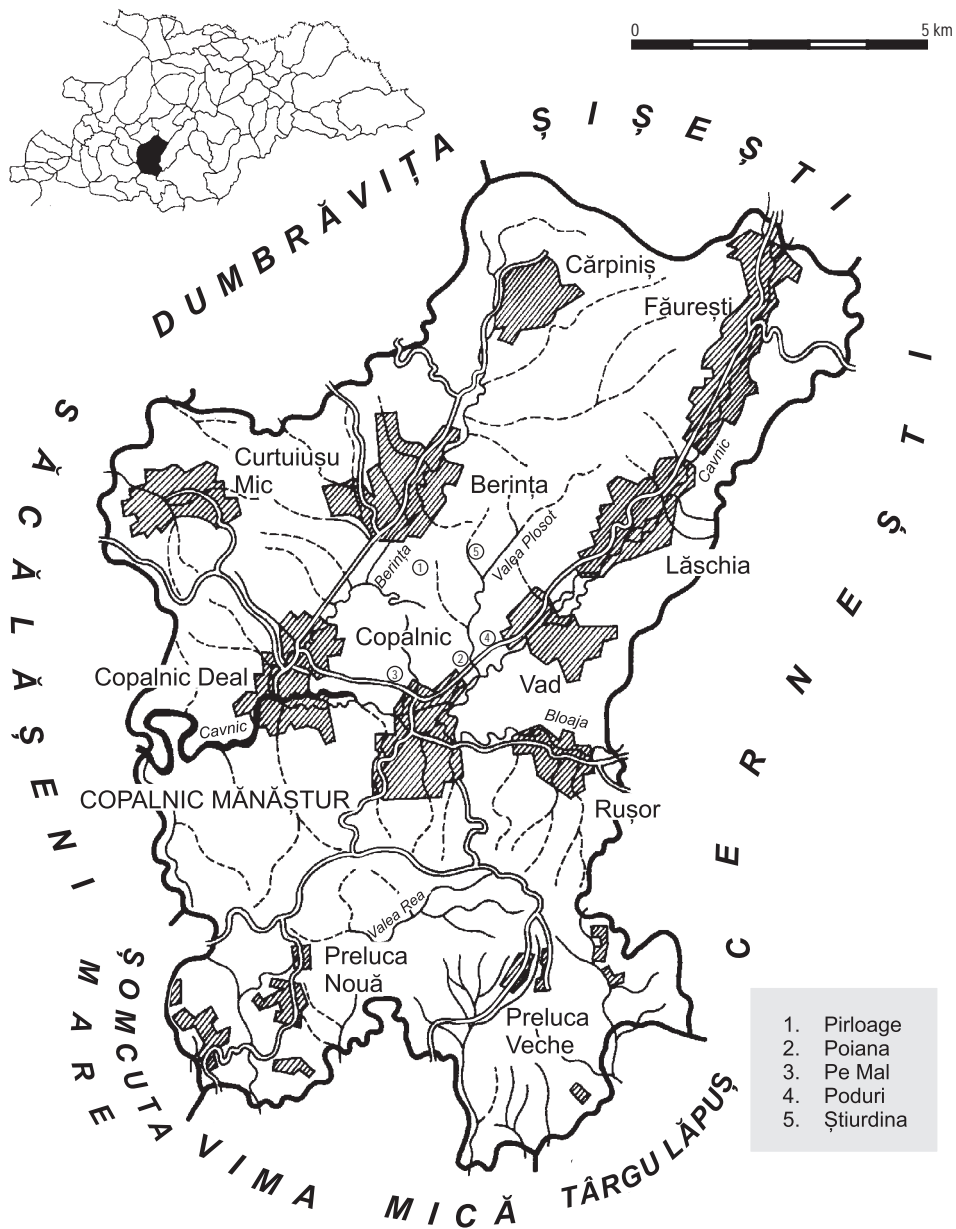 0 5 km
DUMBRĂVIȚA
ȘIȘEȘTI
Cărpiniș
Făurești
SĂCĂLĂȘENI
Curtuiușu
Mic
Berința
Cavnic
CERNEȘTI
Valea Plosot
Berința
1
5
Lăschia
Copalnic
4
2
3
Copalnic Deal
Vad
Cavnic
Bloaja
COPALNIC MĂNĂȘTUR
Rușor
Valea Rea
Preluca
Nouă
ȘOMCUTA
MARE
Preluca
Veche
1. Pirloage
2. Poiana
3. Pe Mal
4. Poduri
5. Știurdina
VIMA MICĂ
TÂRGU LĂPUȘ